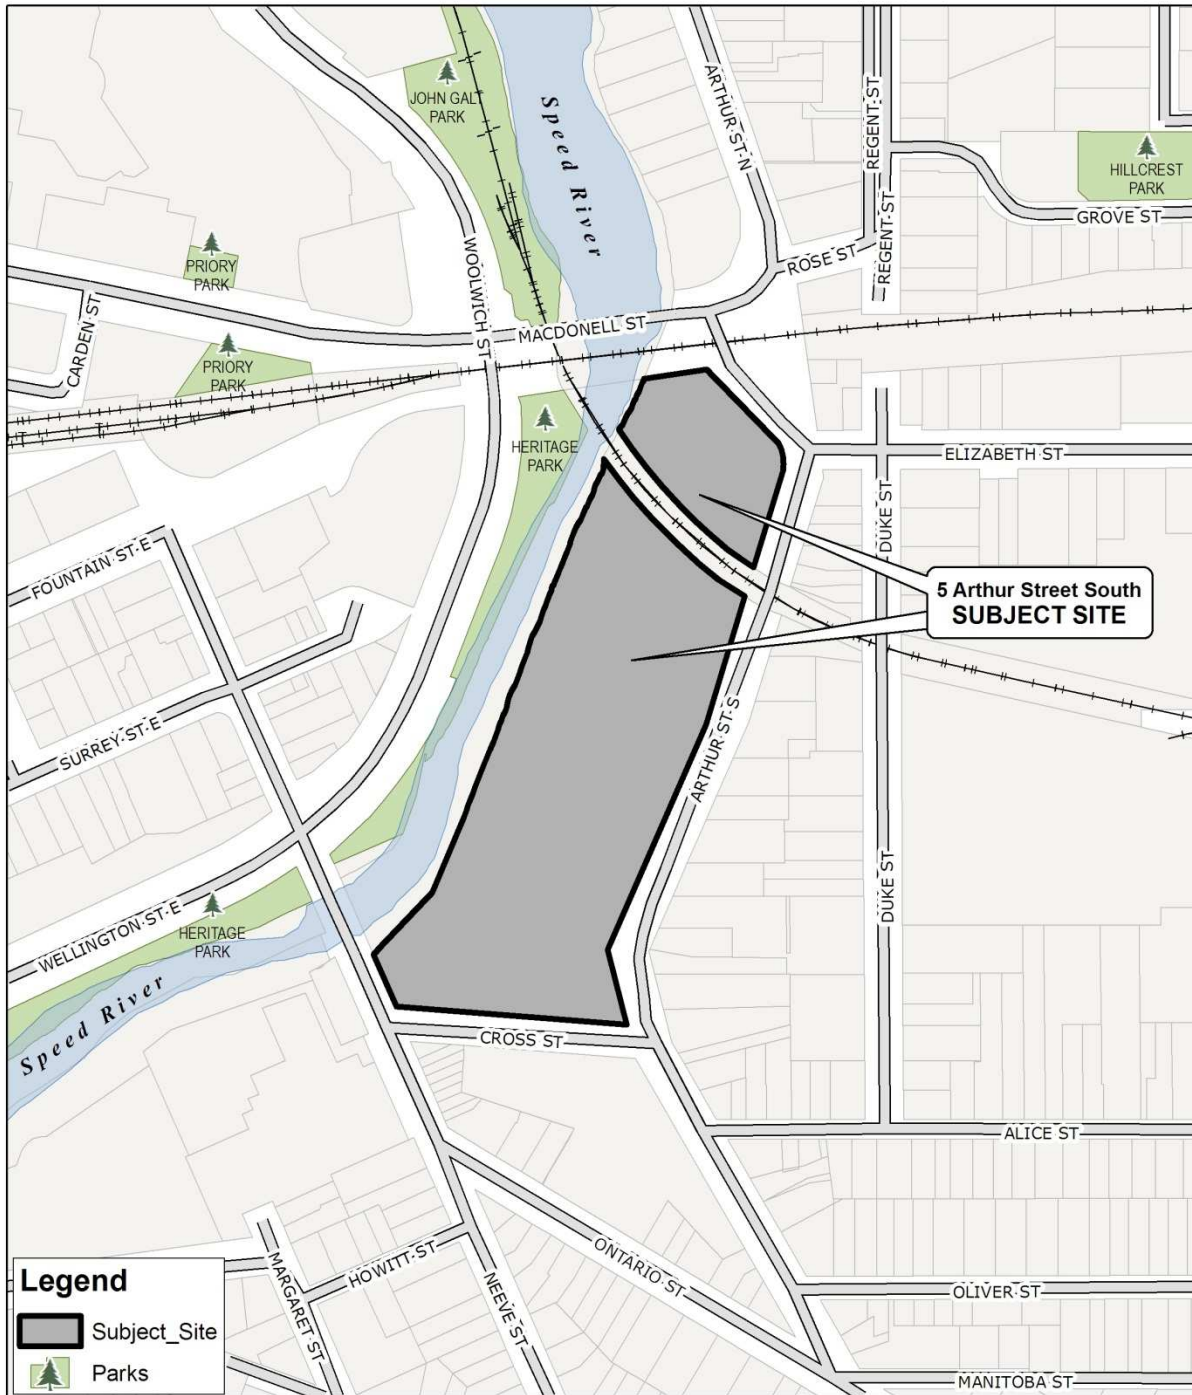 JOHN GALT
PARK
Speed River
ARTHUR ST N
REGENT ST
REGENT ST
HILLCREST
PARK
GROVE ST
ROSE ST
PRIORY
PARK
WOOLWICH ST
MACDONELL ST
CARDEN ST
PRIORY
PARK
HERITAGE
PARK
ELIZABETH ST
DUKE ST
FOUNTAIN ST E
5 Arthur Street South
SUBJECT SITE
SURREY ST E
ARTHUR ST S
DUKE ST
WELLINGTON ST E
HERITAGE
PARK
Speed River
CROSS ST
ALICE ST
HOWITT ST
MARGARET ST
NEEVE ST
ONTARIO ST
OLIVER ST
MANITOBA ST
Legend
Subject_Site
Parks